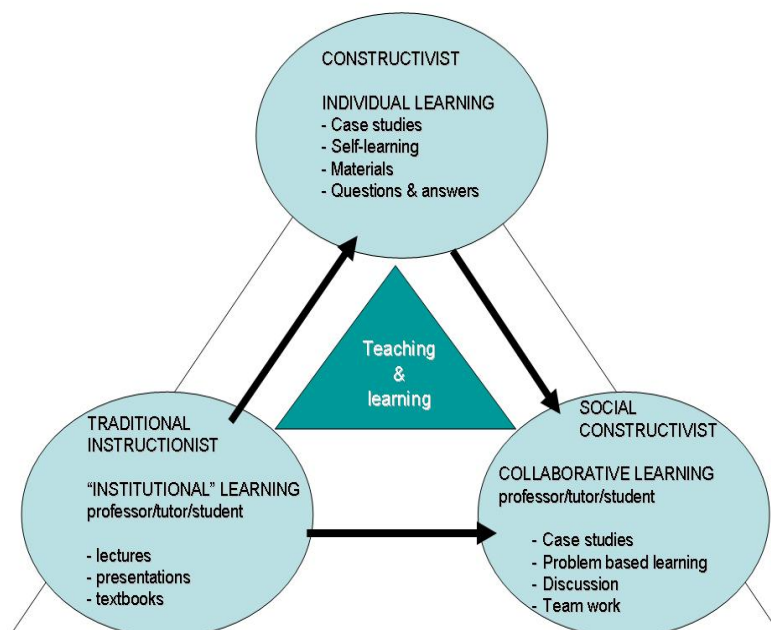 CONSTRUCTIVIST
INDIVIDUAL LEARNING
- Case studies
- Self-learning
- Materials
- Questions & answers
Teaching
&
learning
TRADITIONAL
INSTRUCTIONIST
“INSTITUTIONAL” LEARNING
professor/tutor/student
- lectures
- presentations
- textbooks
SOCIAL
CONSTRUCTIVIST
COLLABORATIVE LEARNING
professor/tutor/student
- Case studies
- Problem based learning
- Discussion
- Team work